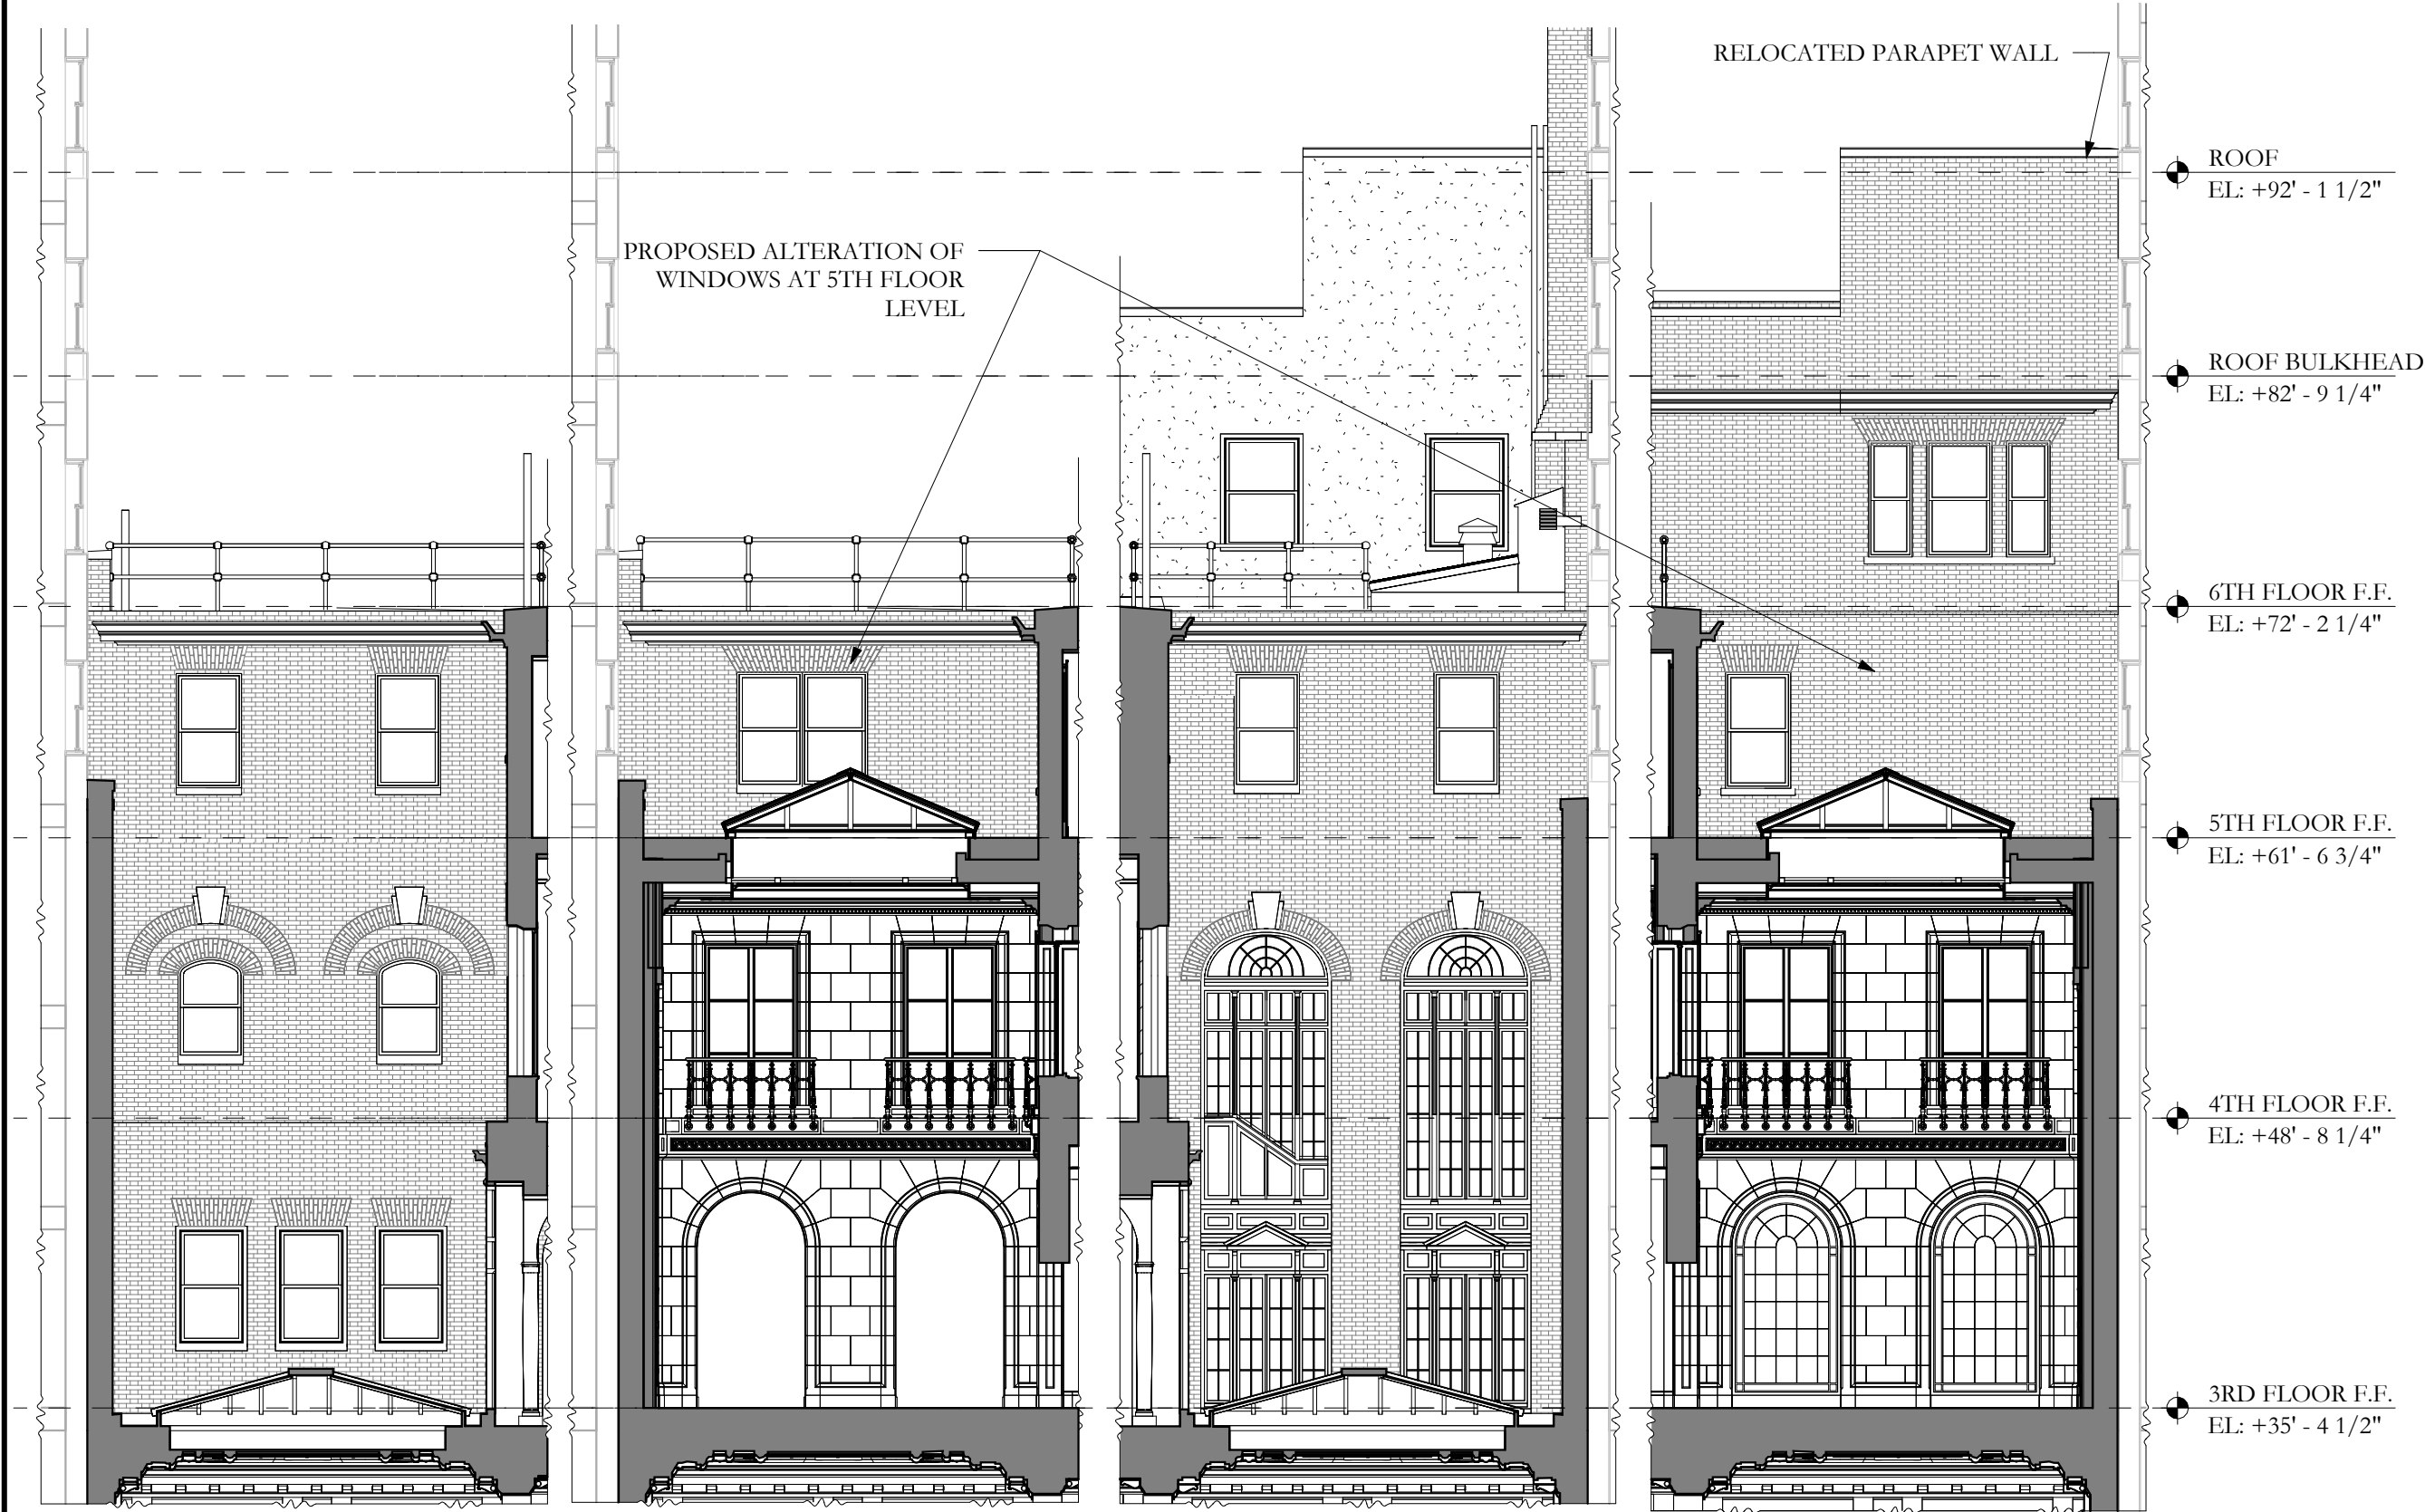 RELOCATED PARAPET WALL
ROOF
EL: +92' - 1 1/2"
PROPOSED ALTERATION OF
WINDOWS AT 5TH FLOOR
LEVEL
ROOF BULKHEAD
EL: +82' - 9 1/4"
6TH FLOOR F.F.
EL: +72' - 2 1/4"
5TH FLOOR F.F.
EL: +61' - 6 3/4"
4TH FLOOR F.F.
EL: +48' - 8 1/4"
3RD FLOOR F.F.
EL: +35' - 4 1/2"